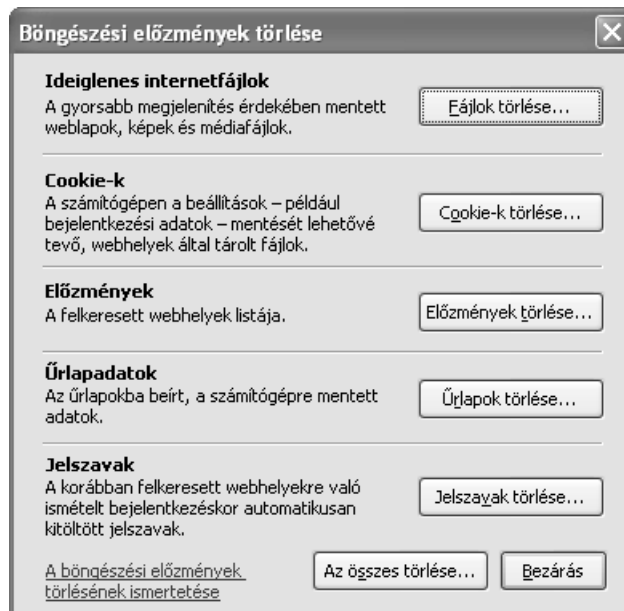 Böngészési előzmények törlése
Ideiglenes internetfájlok
A gyorsabb megjelenítés érdekében mentett
weblapok, képek és médiafájlok.
Fájlok törlése...
Cookie-k
A számítógépen a beállítások – például
bejelentkezési adatok – mentését lehetővé
tevő, webhelyek által tárolt fájlok.
Cookie-k törlése...
Előzmények
A felkeresett webhelyek listája.
Előzmények törlése...
Űrlapadatok
Az űrlapokba beírt, a számítógépre mentett
adatok.
Űrlapok törlése...
Jelszavak
A korábban felkeresett webhelyekre való
ismételt bejelentkezéskor automatikusan
kitöltött jelszavak.
Jelszavak törlése...
A böngészési előzmények
törlésének ismertetése
Az összes törlése...
Bezárás